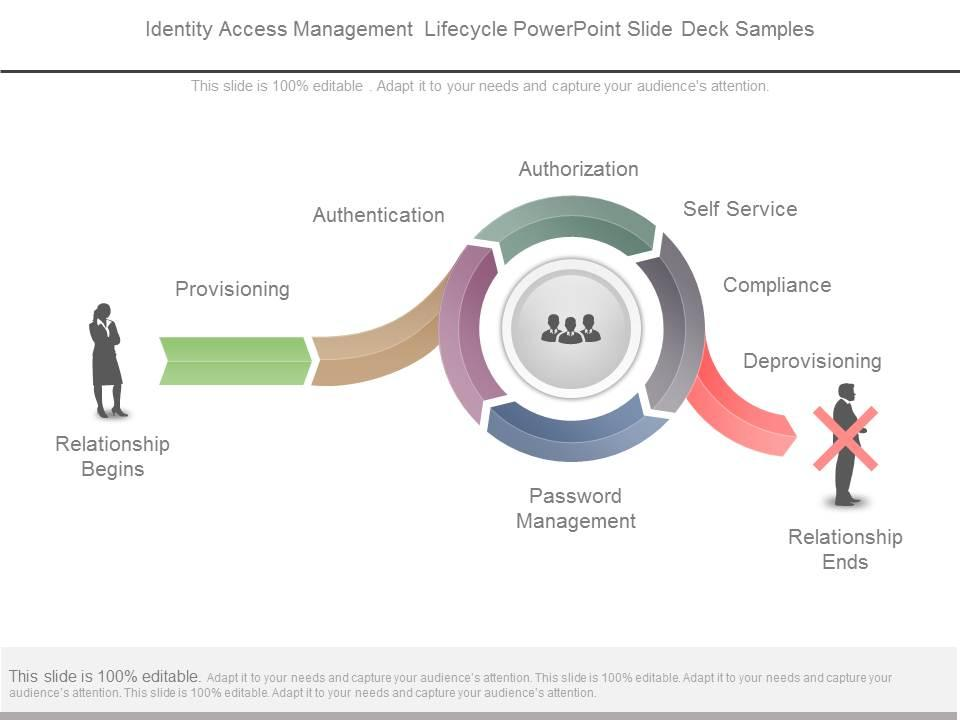 Identity Access Management Lifecycle PowerPoint Slide Deck Samples
This slide is 100% editable . Adapt it to your needs and capture your audience's attention.
Authorization
Self Service
Authentication
Provisioning
Compliance
Deprovisioning
Relationship
Begins
Password
Management
Relationship
Ends
This slide is 100% editable. Adapt it to your needs and capture your audience’s attention. This slide is 100% editable. Adapt it to your needs and capture your
audience’s attention. This slide is 100% editable. Adapt it to your needs and capture your audience’s attention.